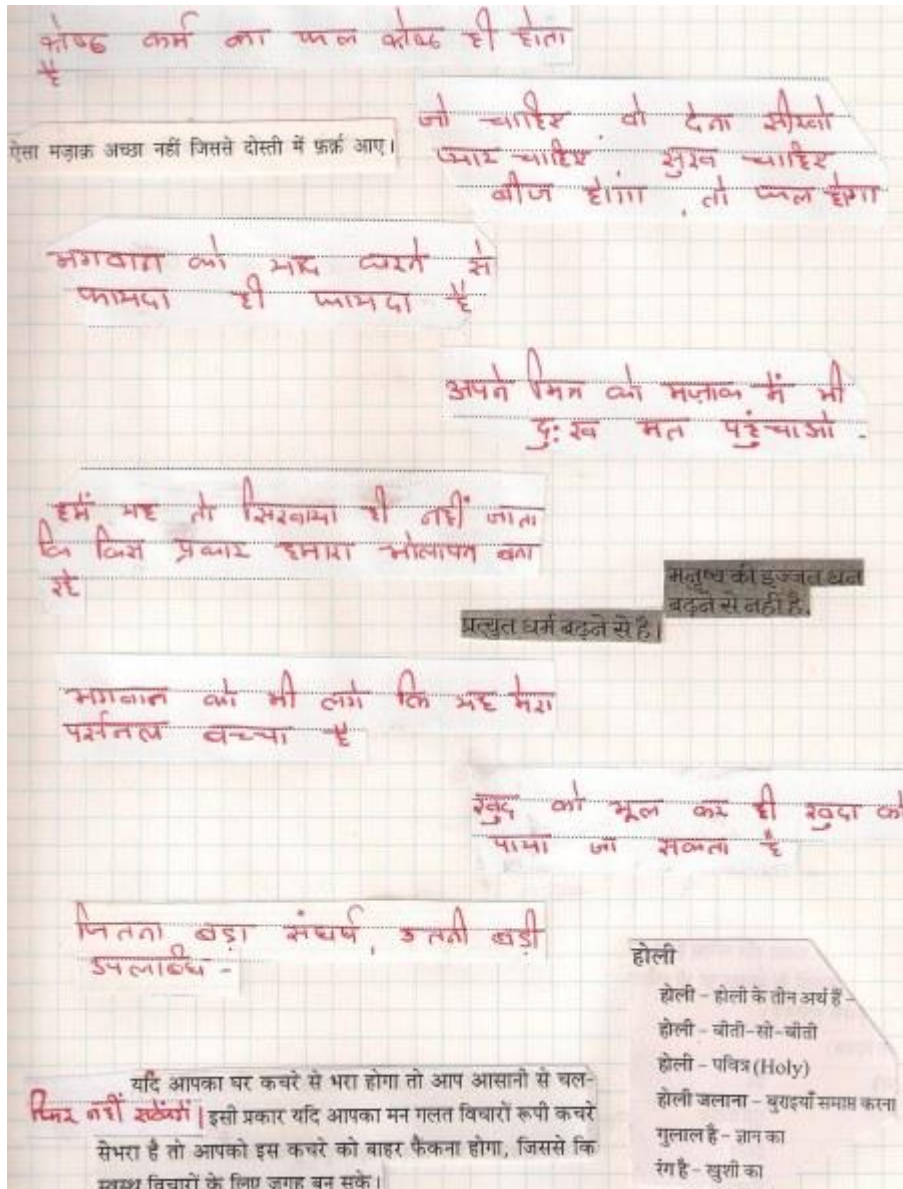 श्रेष्ठ कर्म का फल श्रेष्ठ ही होता
है
ऐसा मज़ाक़ अच्छा नहीं जिससे दोस्ती में फ़र्क़ आए।
जो चाहिए, वो देना सीखो
प्यार चाहिए, सुख चाहिए
बीज होगा, तो फल होगा
भगवान को याद करने से
फायदा ही फायदा है
अपने मित्र को मज़ाक में भी
दुःख मत पहुँचाओ -
हमें यह तो सिखाया ही नहीं जाता
कि किस प्रकार हमारा भोलापन बना
रहे
मनुष्य की इज्जत धन
बढ़ने से नहीं है,
प्रत्युत धर्म बढ़ने से है।
भगवान को भी लगे कि यह मेरा
पर्सनल बच्चा है
खुद को भूल कर ही खुदा को
पाया जा सकता है
जितना बड़ा संघर्ष, उतनी बड़ी
उपलब्धि -
होली
होली - होली के तीन अर्थ हैं -
होली - बीती-सो-बीती
होली - पवित्र (Holy)
होली जलाना - बुराइयाँ समाप्त करना
गुलाल है - ज्ञान का
रंग है - खुशी का
यदि आपका घर कचरे से भरा होगा तो आप आसानी से चल-
फिर नहीं सकेंगे। इसी प्रकार यदि आपका मन गलत विचारों रूपी कचरे
सेभरा है तो आपको इस कचरे को बाहर फैंकना होगा, जिससे कि
स्वस्थ विचारों के लिए जगह बन सके।